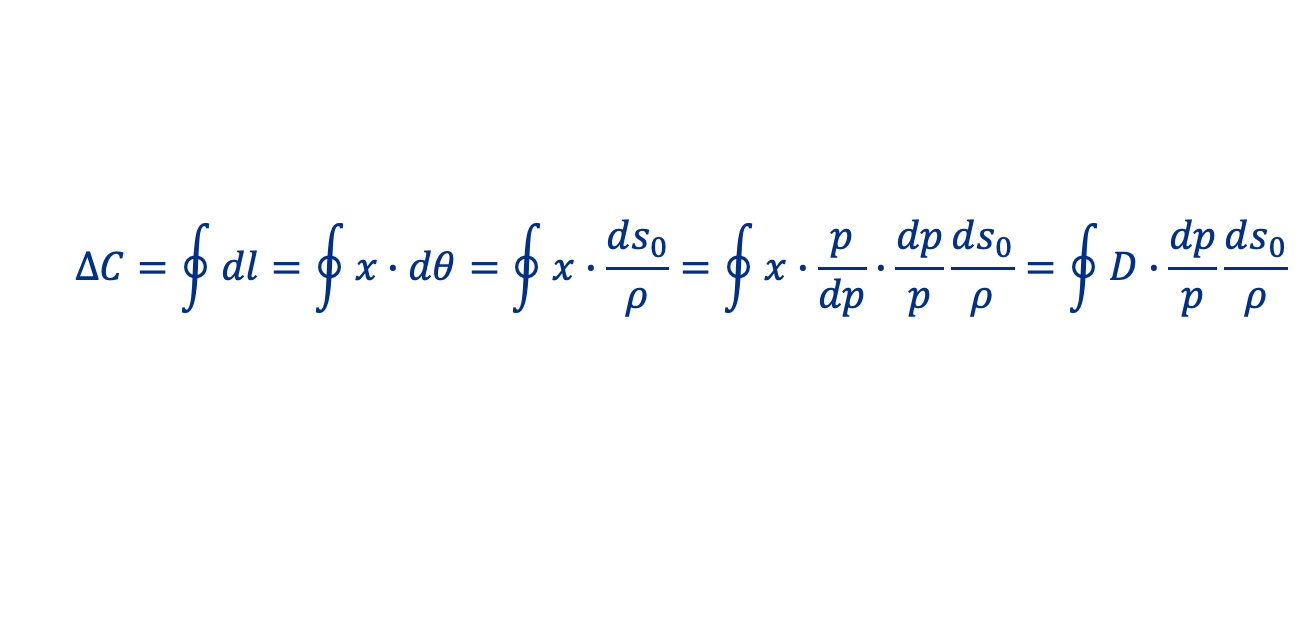 ΔC = ∮ dl = ∮ x · dθ = ∮ x · ds₀/ρ = ∮ x · p/dp · dp/p ds₀/ρ = ∮ D · dp/p ds₀/ρ